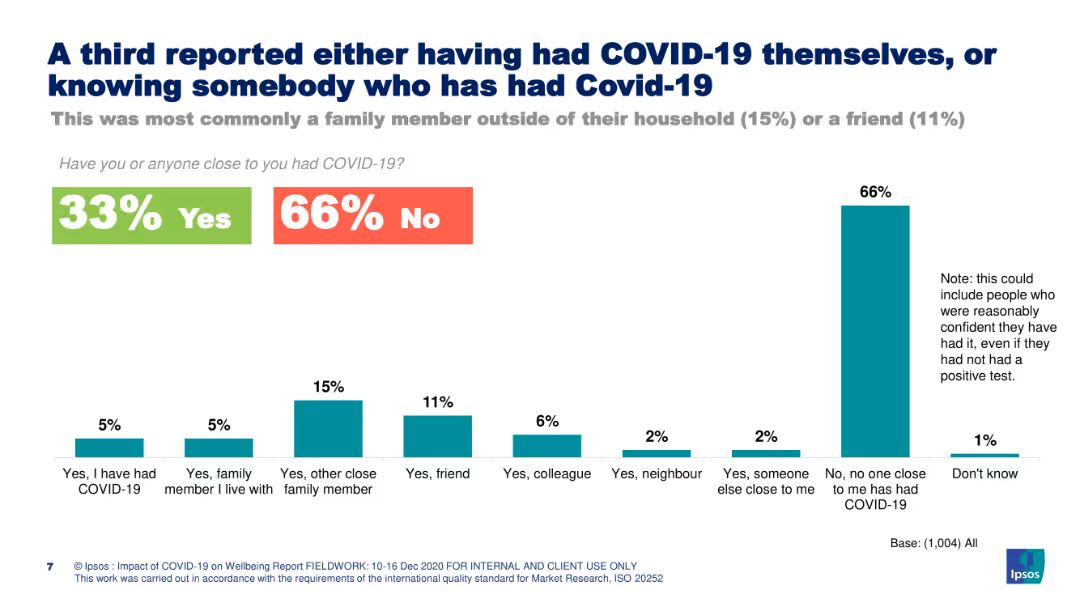 A third reported either having had COVID-19 themselves, or
knowing somebody who has had Covid-19
This was most commonly a family member outside of their household (15%) or a friend (11%)
Have you or anyone close to you had COVID-19?
33% Yes
66% No
66%
Note: this could
include people who
were reasonably
confident they have
had it, even if they
had not had a
positive test.
5%
5%
15%
11%
6%
2%
2%
1%
Yes, I have had
COVID-19
Yes, family
member I live with
Yes, other close
family member
Yes, friend
Yes, colleague
Yes, neighbour
Yes, someone
else close to me
No, no one close
to me has had
COVID-19
Don't know
Base: (1,004) All
7
© Ipsos : Impact of COVID-19 on Wellbeing Report FIELDWORK: 10-16 Dec 2020 FOR INTERNAL AND CLIENT USE ONLY
This work was carried out in accordance with the requirements of the international quality standard for Market Research, ISO 20252
Ipsos